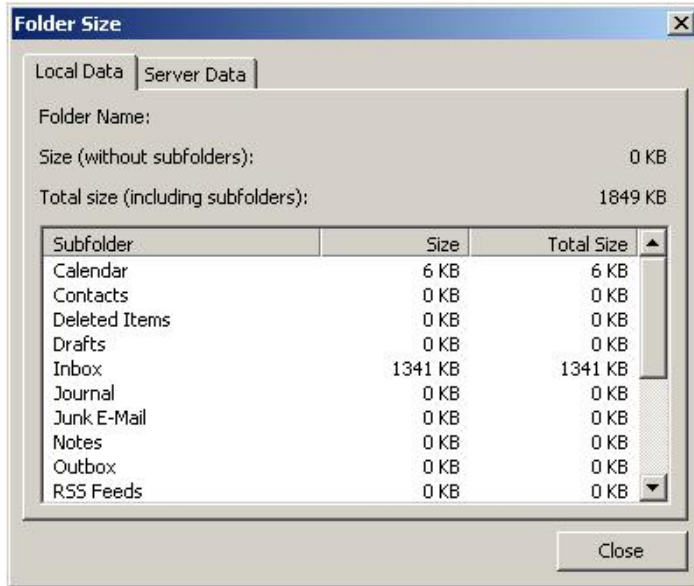 Folder Size
Local Data Server Data
Folder Name:
Size (without subfolders): 0 KB
Total size (including subfolders): 1849 KB
Subfolder Size Total Size
Calendar 6 KB 6 KB
Contacts 0 KB 0 KB
Deleted Items 0 KB 0 KB
Drafts 0 KB 0 KB
Inbox 1341 KB 1341 KB
Journal 0 KB 0 KB
Junk E-Mail 0 KB 0 KB
Notes 0 KB 0 KB
Outbox 0 KB 0 KB
RSS Feeds 0 KB 0 KB
Close